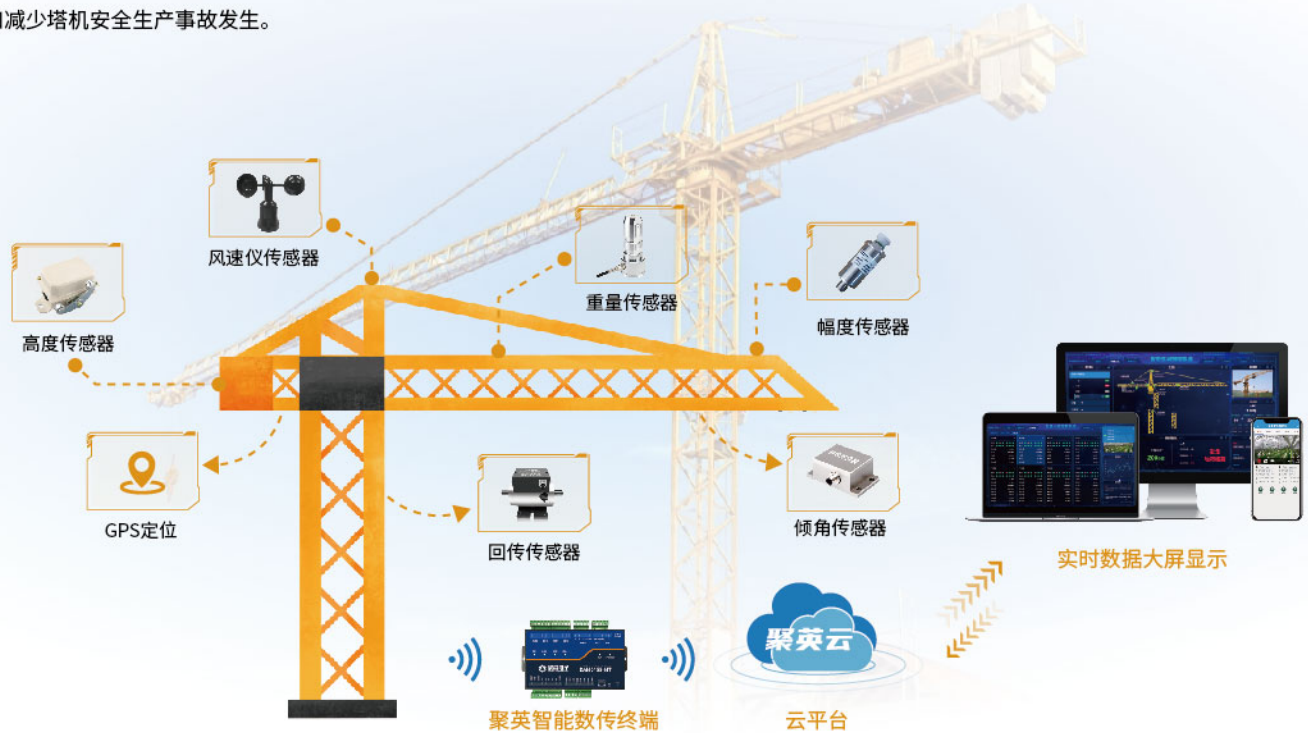 减少塔机安全生产事故发生。
风速仪传感器
重量传感器
幅度传感器
高度传感器
GPS定位
回传传感器
倾角传感器
实时数据大屏显示
聚英云
聚英智能数传终端
云平台